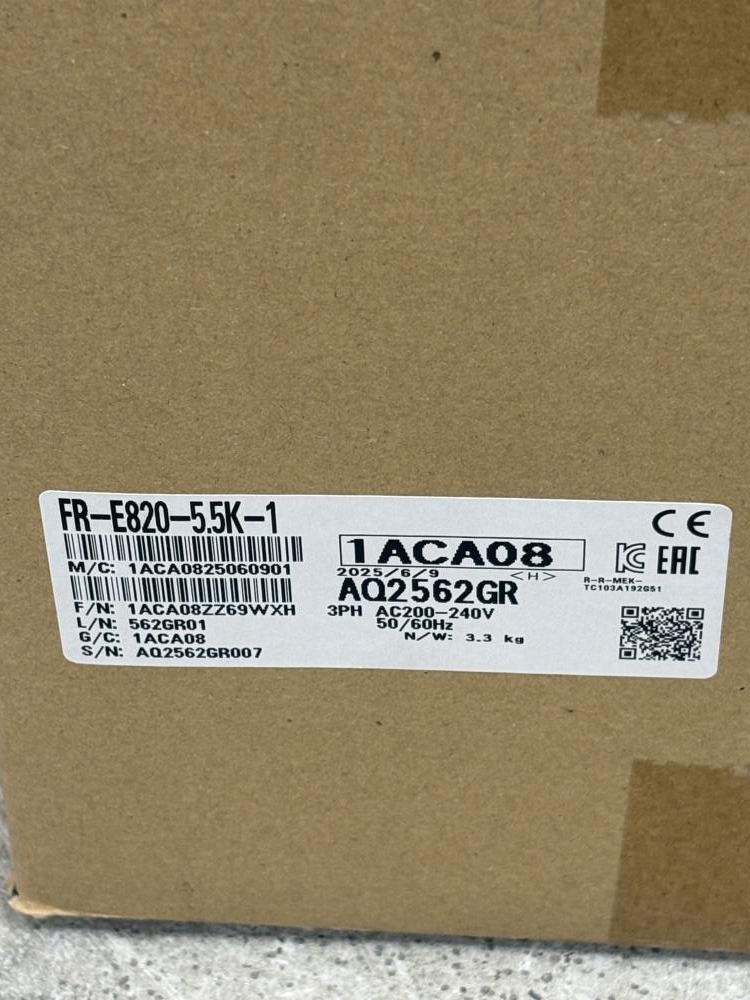 FR-E820-5.5K-1
CE
M/C: 1ACA0825060901
1ACA08
EAC
2025/6/9
<H>
R-R-MEK-
TC103A192G51
AQ2562GR
F/N: 1ACA08ZZ69WXH
3PH AC200-240V
L/N: 562GR01
50/60Hz
G/C: 1ACA08
N/W: 3.3 kg
S/N: AQ2562GR007